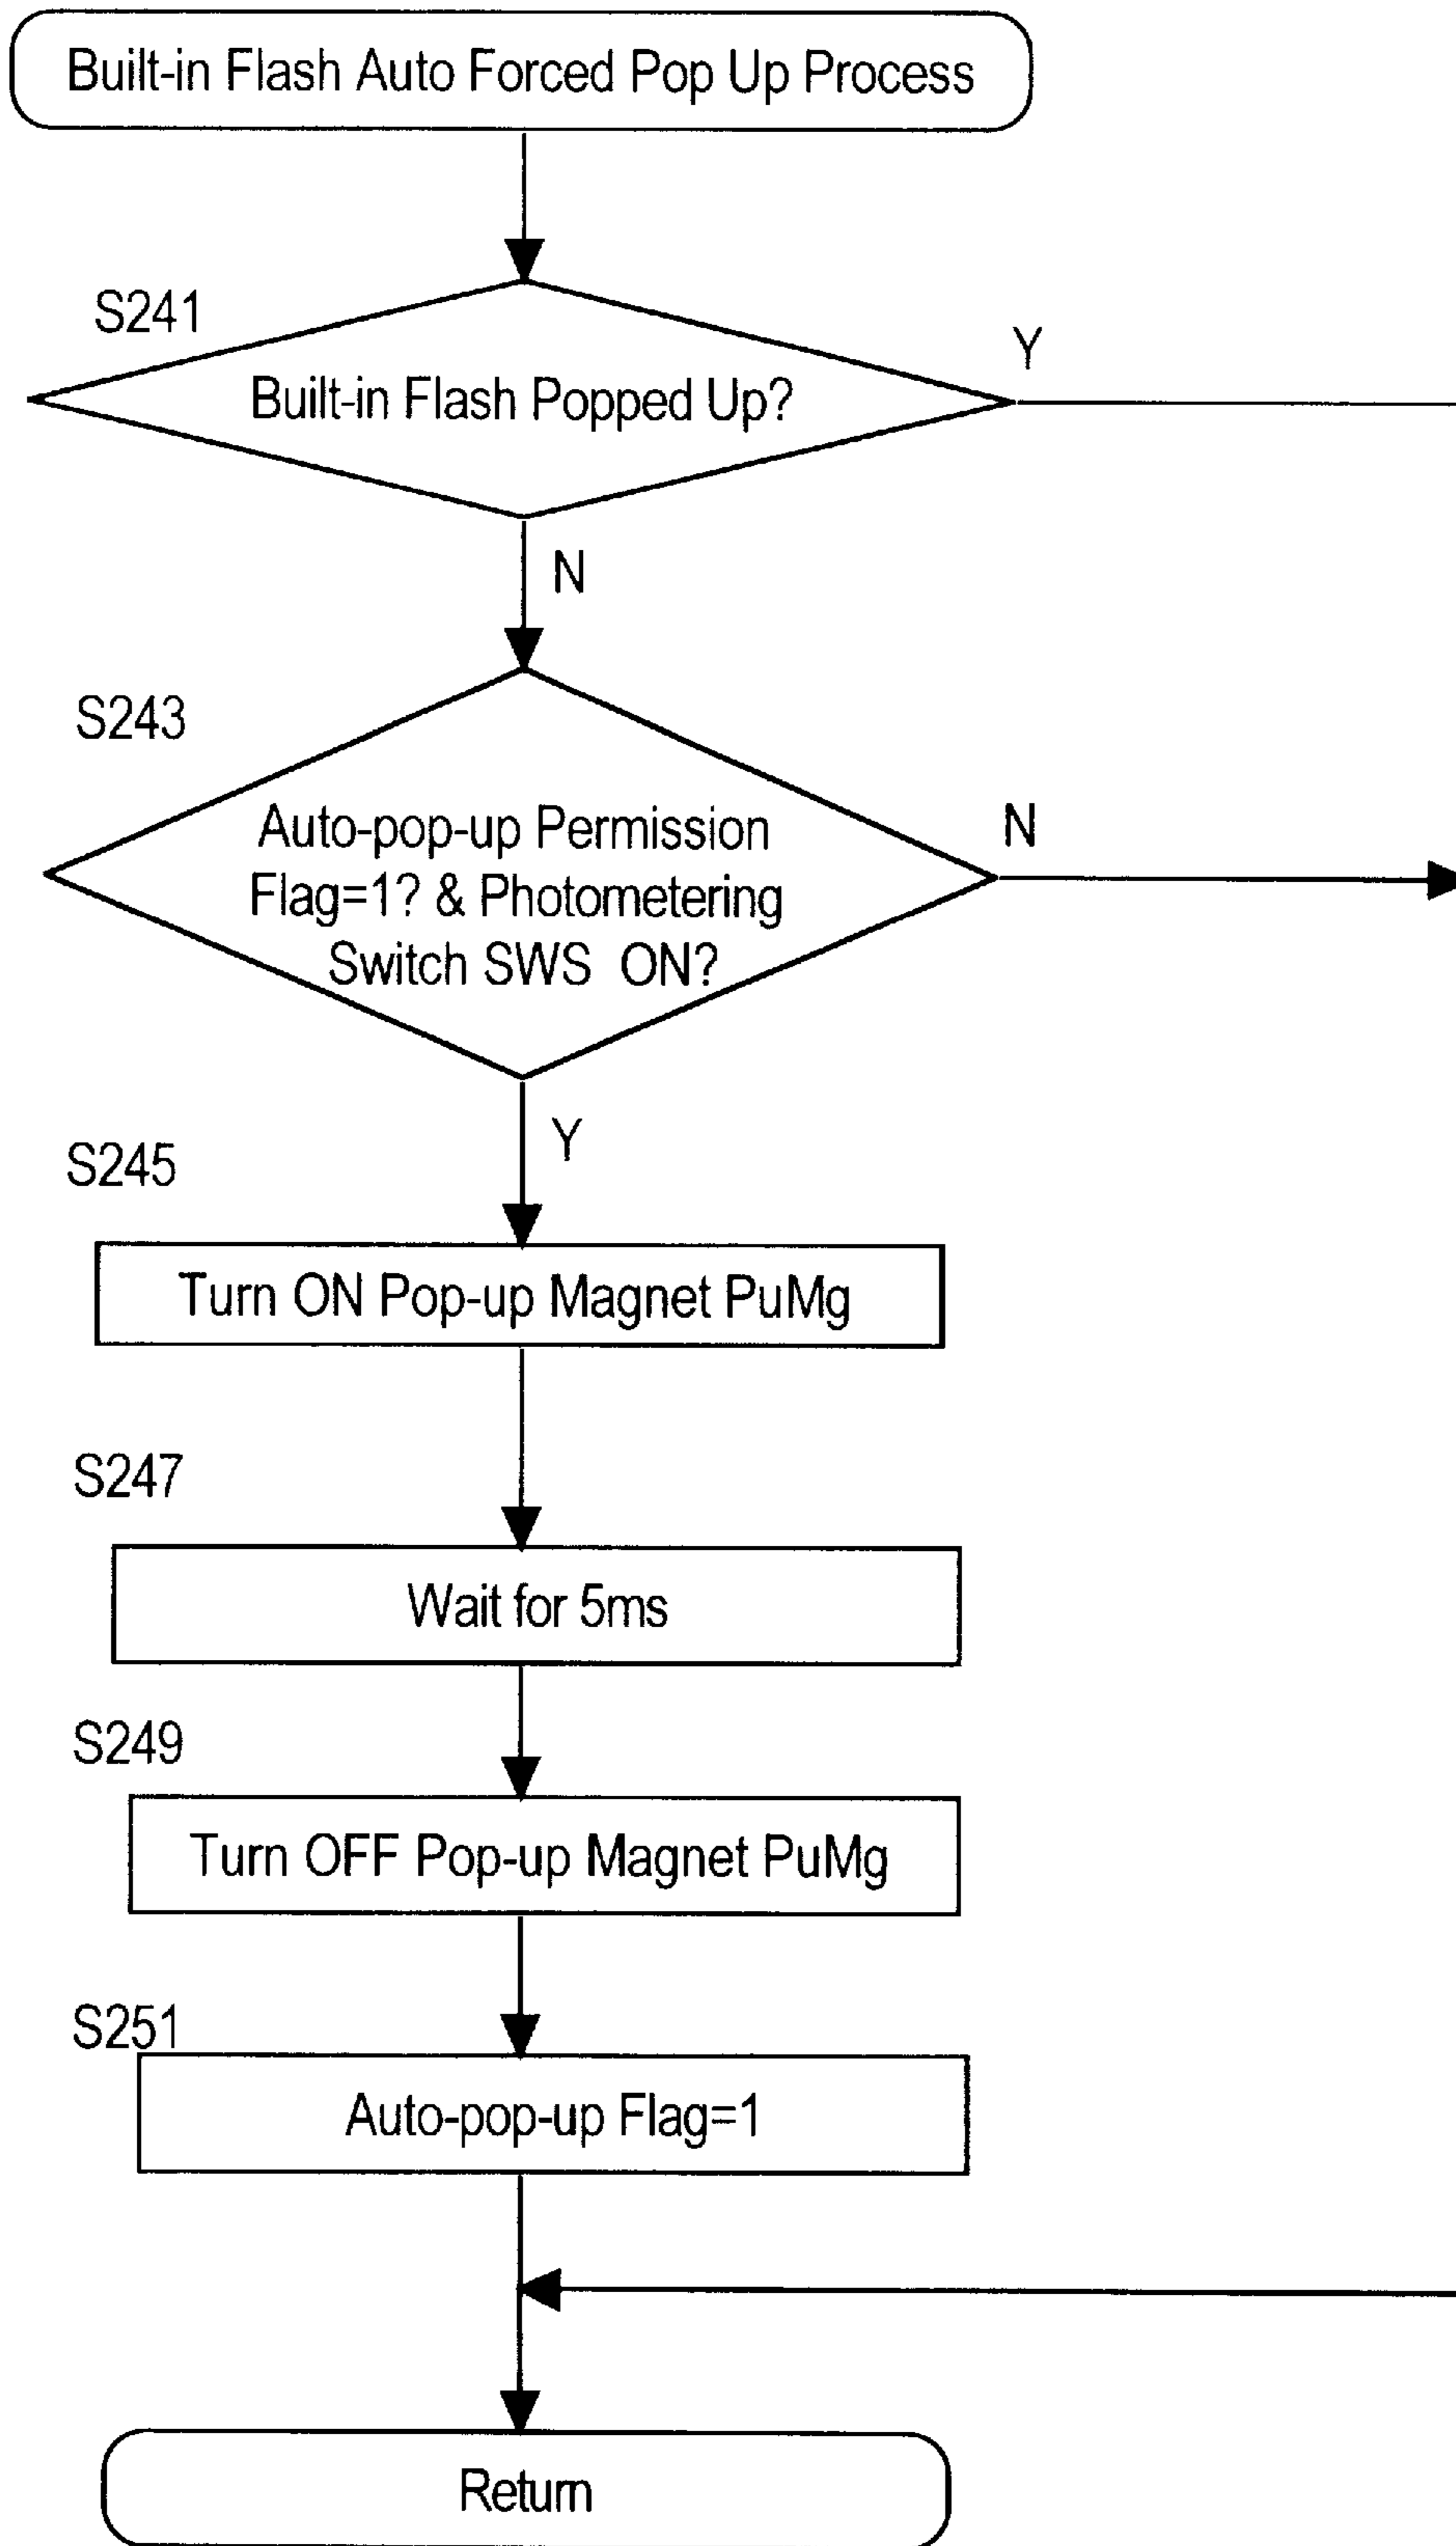 Built-in Flash Auto Forced Pop Up Process
S241
Y
Built-in Flash Popped Up?
N
S243
Auto-pop-up Permission
N
Flag=1? & Photometering
Switch SWS ON?
Y
S245
Turn ON Pop-up Magnet PuMg
S247
Wait for 5ms
S249
Turn OFF Pop-up Magnet PuMg
S251
Auto-pop-up Flag=1
Return